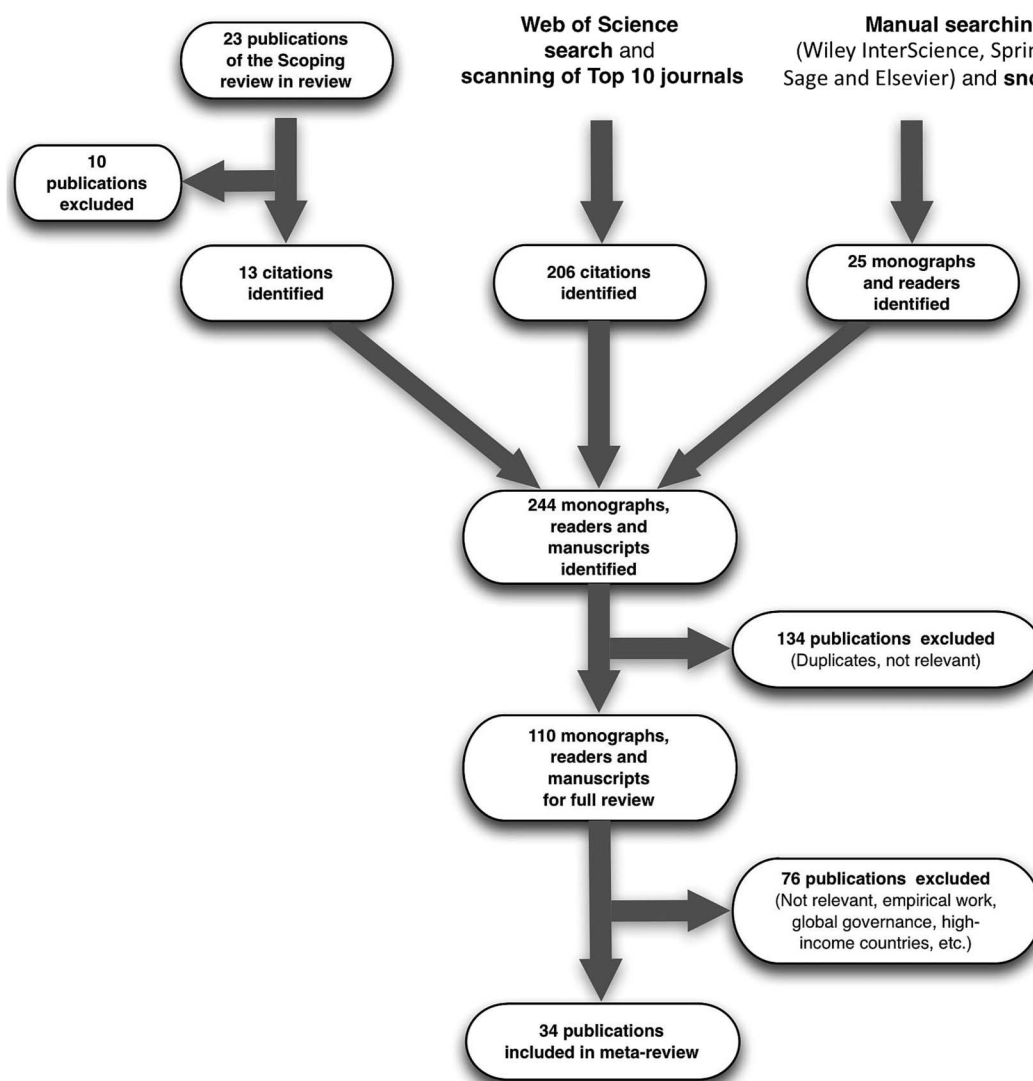 23 publications
of the Scoping
review in review
Web of Science
search and
scanning of Top 10 journals
Manual searchin
(Wiley InterScience, Sprin
Sage and Elsevier) and sno
10
publications
excluded
13 citations
identified
206 citations
identified
25 monographs
and readers
identified
244 monographs,
readers and
manuscripts
identified
134 publications excluded
(Duplicates, not relevant)
110 monographs,
readers and
manuscripts
for full review
76 publications excluded
(Not relevant, empirical work,
global governance, high-
income countries, etc.)
34 publications
included in meta-review